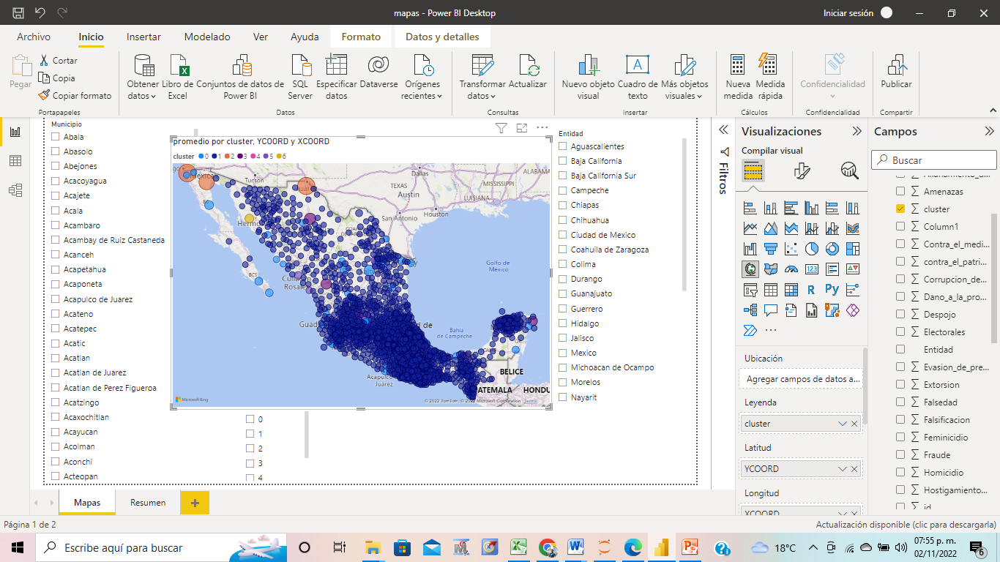 mapas - Power BI Desktop
Iniciar sesión
Archivo
Inicio
Insertar
Modelado
Ver
Ayuda
Formato
Datos y detalles
Pegar
Cortar
Copia
Copiar formato
Portapapeles
Obtener datos
Libro de Excel
Conjuntos de datos de Power BI
SQL Server
Especificar datos
Dataverse
Orígenes recientes
Datos
Transformar datos
Actualizar
Consultas
Nuevo objeto visual
Cuadro de texto
Más objetos visuales
Insertar
Nueva medida
Medida rápida
Cálculos
Confidencialidad
Confidencialidad
Publicar
Compartir
Municipio
Abala
Abasolo
Abejones
Acacoyagua
Acajete
Acala
Acambaro
Acambay de Ruiz Castaneda
Acanceh
Acapetahua
Acaponeta
Acapulco de Juarez
Acateno
Acatepec
Acatic
Acatlan
Acatlan de Juarez
Acatlan de Perez Figueroa
Acatzingo
Acaxochitlan
Acayucan
Acolman
Aconchi
Acteopan
promedio por cluster, YCOORD y XCOORD
cluster 0 1 2 3 4 5 6
Tucson
Dallas
TEXAS
Austin
MISSISSIPPI
ALABAMA
LUISIANA
San Antonio
Houston
Golfo de México
BCS
Bahía de Campeche
Acapulco Juárez
BELICE
Microsoft Bing
© 2022 TomTom, © 2022 Microsoft Corporation Terms
0
1
2
3
4
Entidad
Aguascalientes
Baja California
Baja California Sur
Campeche
Chiapas
Chihuahua
Ciudad de Mexico
Coahuila de Zaragoza
Colima
Durango
Guanajuato
Guerrero
Hidalgo
Jalisco
Mexico
Michoacan de Ocampo
Morelos
Nayarit
Filtros
Visualizaciones
Compilar visual
Ubicación
Agregar campos de datos a...
Leyenda
cluster
Latitud
YCOORD
Longitud
XCOORD
Campos
Buscar
Amenazas
cluster
Column1
Contra_el_medi...
contra_el_patri...
Corrupcion_de...
Dano_a_la_pro...
Despojo
Electorales
Entidad
Evasion_de_pre...
Extorsion
Falsedad
Falsificacion
Feminicidio
Fraude
Homicidio
Hostigamiento...
id
Mapas
Resumen
Página 1 de 2
Actualización disponible (clic para descargarla)
Escribe aquí para buscar
18°C
07:55 p. m.
02/11/2022
6